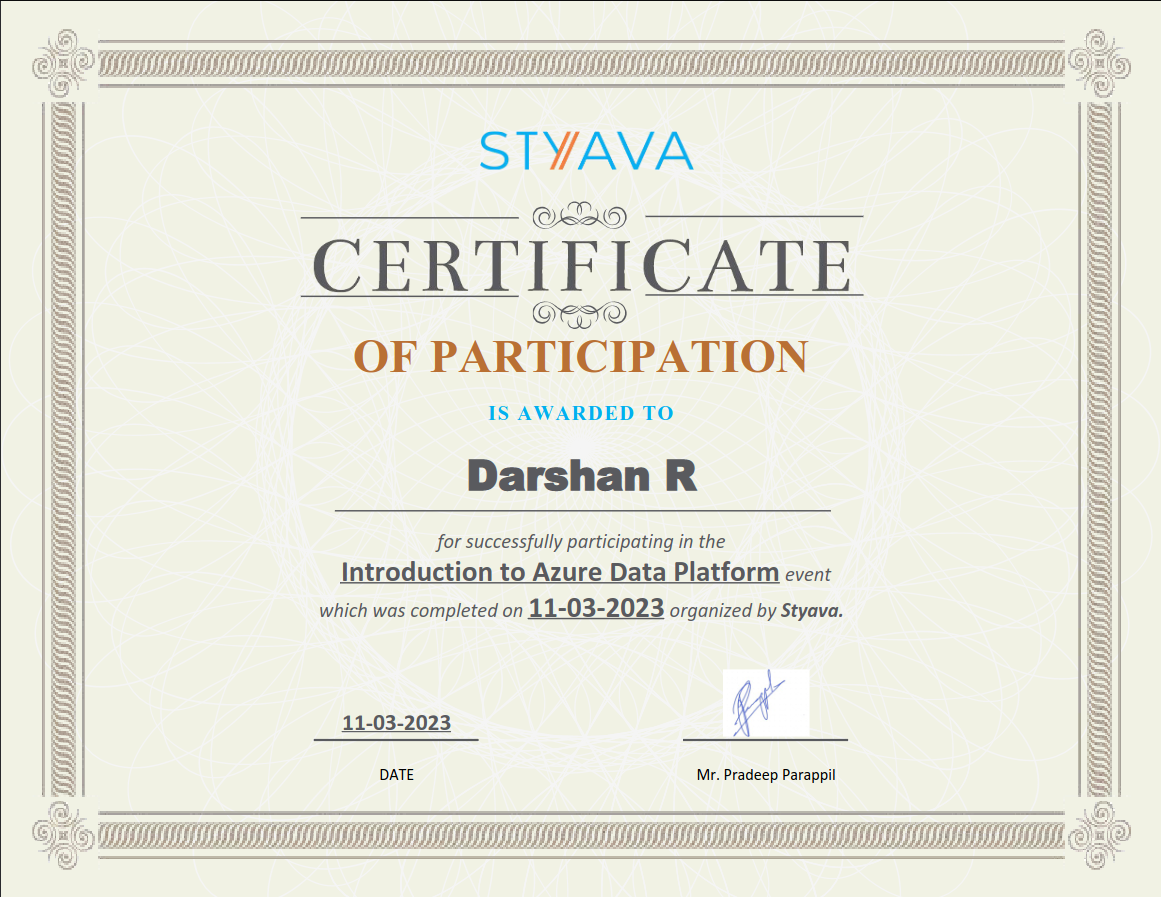 STYAVA
CERTIFICATE
OF PARTICIPATION
IS AWARDED TO
Darshan R
for successfully participating in the
Introduction to Azure Data Platform event
which was completed on 11-03-2023 organized by Styava.
11-03-2023
DATE
Mr. Pradeep Parappil